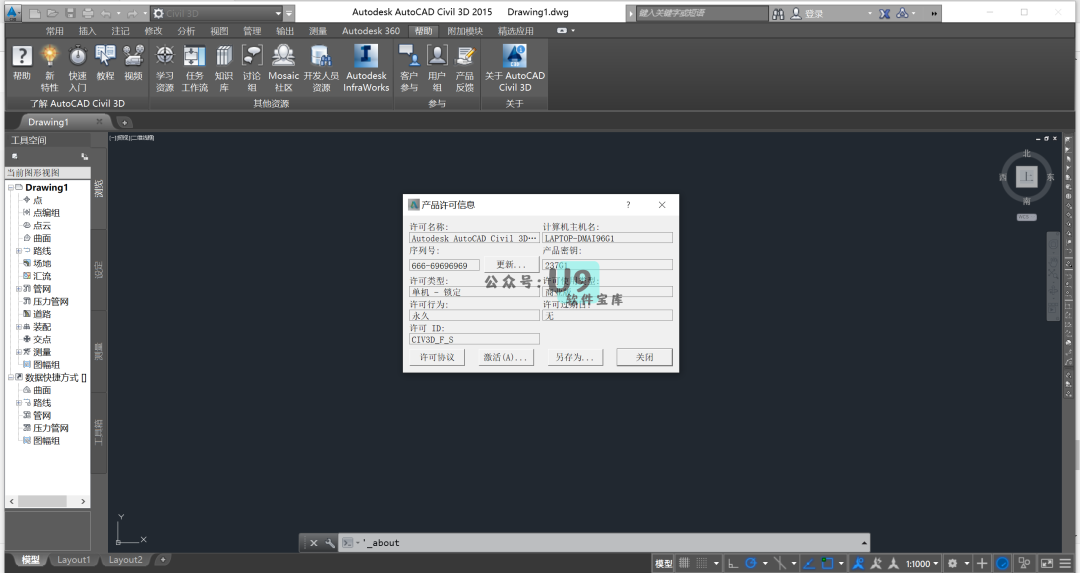 Civil 3D
Autodesk AutoCAD Civil 3D 2015 Drawing1.dwg
键入关键字或短语
登录
常用 插入 注记 修改 分析 视图 管理 输出 测量 Autodesk 360 帮助 附加模块 精选应用
帮助 新特性 快速入门 教程 视频 学习资源 任务工作流 知识库 讨论组 Mosaic社区 开发人员资源 Autodesk InfraWorks 客户参与 用户组 产品反馈 关于 AutoCAD Civil 3D
了解 AutoCAD Civil 3D 其他资源 参与 关于
Drawing1
工具空间
当前图形视图
Drawing1
点
点编组
点云
曲面
路线
场地
汇流
管网
压力管网
道路
装配
交点
测量
图幅组
数据快捷方式 []
曲面
路线
管网
压力管网
图幅组
浏览
设定
测量
工具箱
北
西 上 东
南
产品许可信息 ?
许可名称: 计算机主机名:
Autodesk AutoCAD Civil 3D… LAPTOP-DMAI96G1
序列号: 产品密钥:
666-69696969 更新... 237G1
许可类型:
单机 - 锁定
公众号: U9 软件宝库
许可行为:
永久 无
许可 ID:
CIV3D_F_S
许可协议 激活(A)... 另存为... 关闭
Y
X
'_about
模型 Layout1 Layout2 +
模型 1:1000